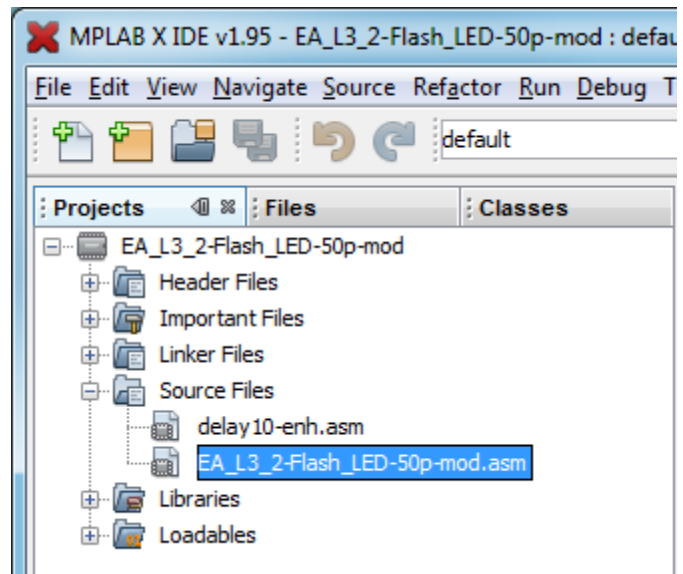 MPLAB X IDE v1.95 - EA_L3_2-Flash_LED-50p-mod : defau
File Edit View Navigate Source Refactor Run Debug T
default
Projects Files Classes
EA_L3_2-Flash_LED-50p-mod
Header Files
Important Files
Linker Files
Source Files
delay10-enh.asm
EA_L3_2-Flash_LED-50p-mod.asm
Libraries
Loadables